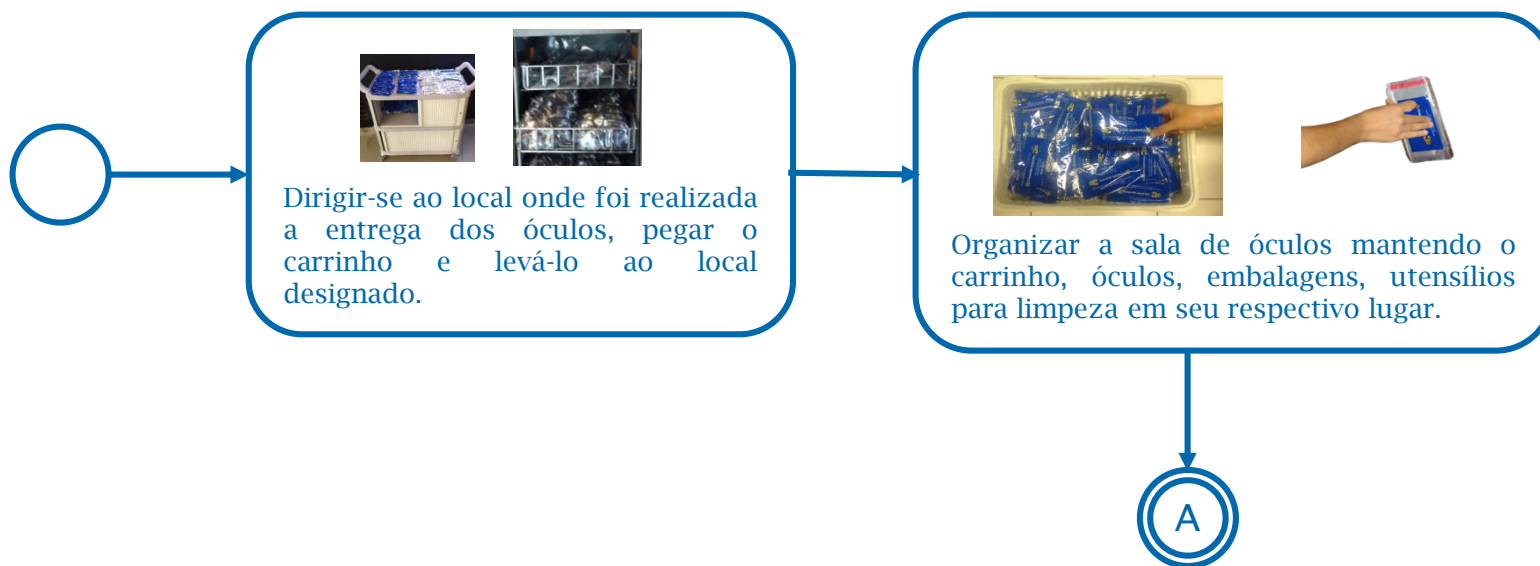 Dirigir-se ao local onde foi realizada
a entrega dos óculos, pegar o
carrinho e levá-lo ao local
designado.
Organizar a sala de óculos mantendo o
carrinho, óculos, embalagens, utensílios
para limpeza em seu respectivo lugar.
A